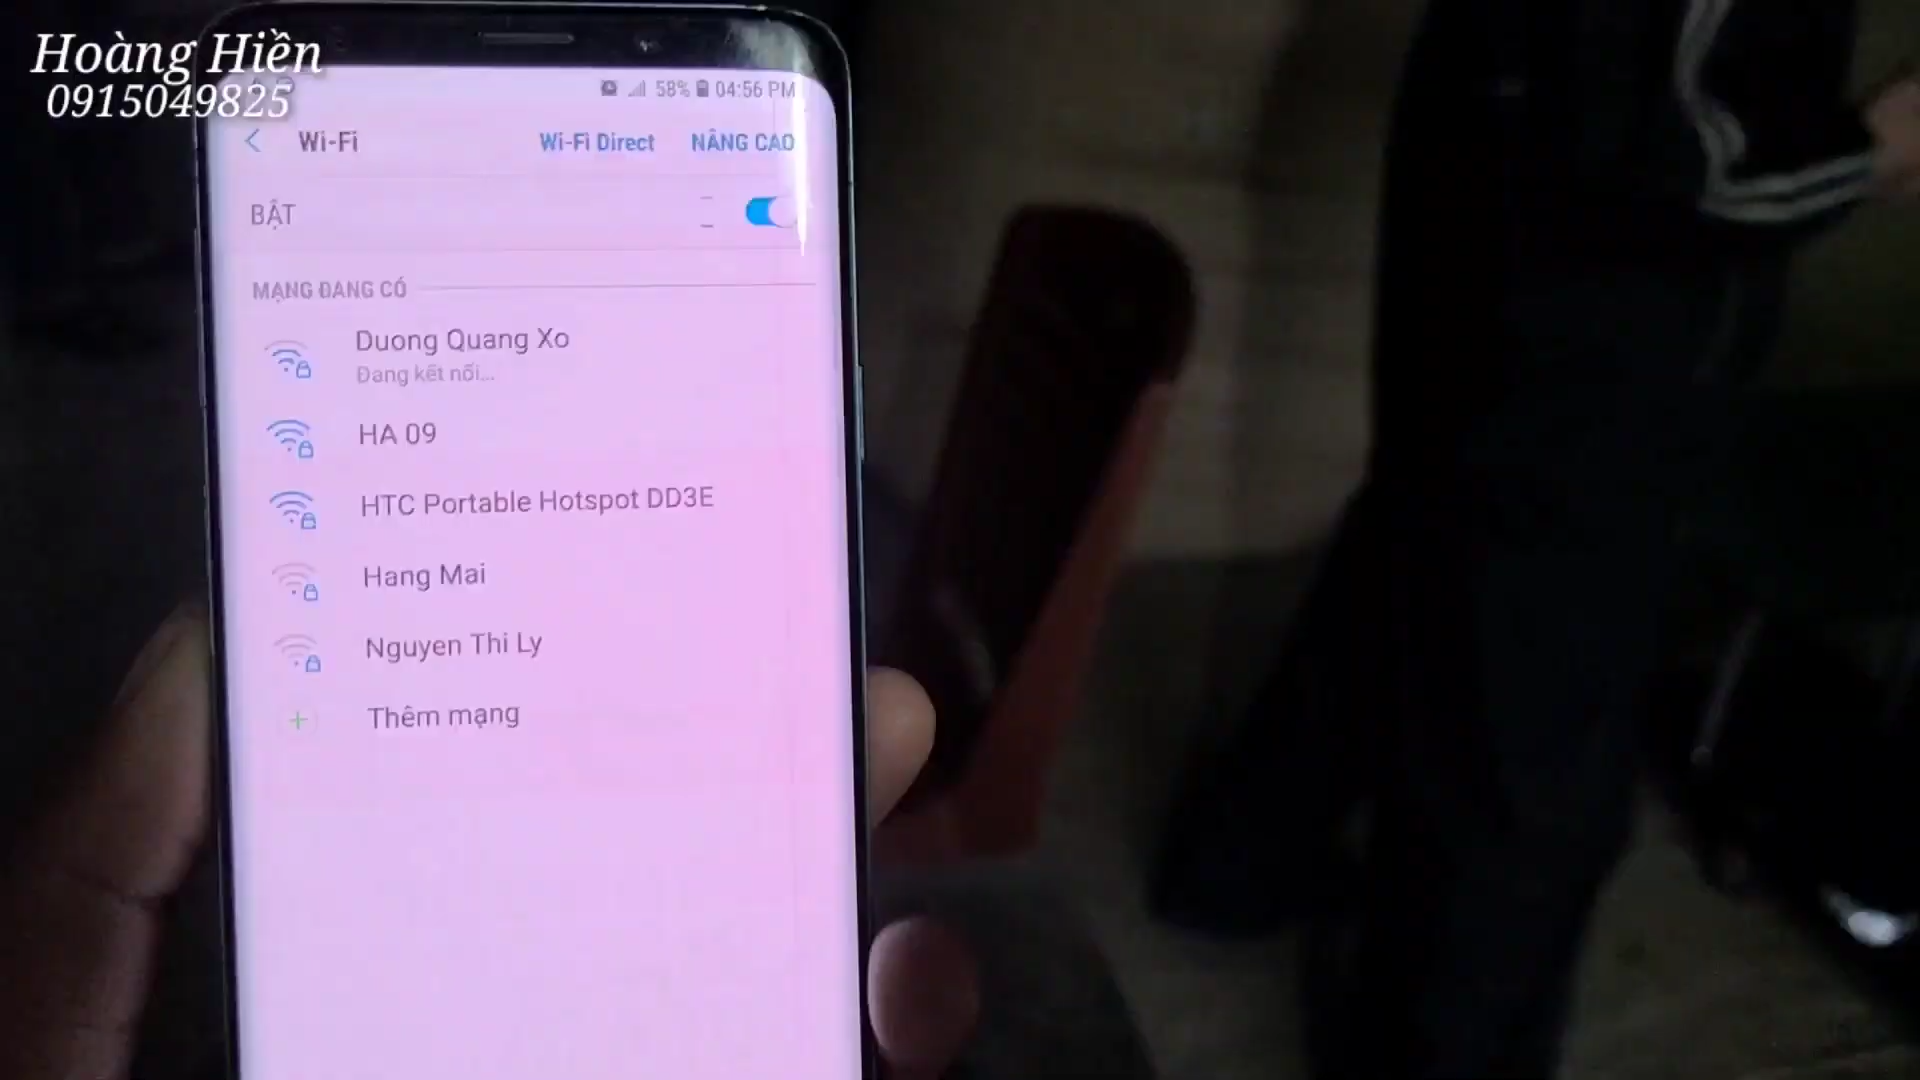 Hoàng Hiền
0915049825
58% 04:56 PM
Wi-Fi Wi-Fi Direct NÂNG CAO
BẬT
MẠNG ĐANG CÓ
Duong Quang Xo
Đang kết nối...
HA 09
HTC Portable Hotspot DD3E
Hang Mai
Nguyen Thi Ly
Thêm mạng